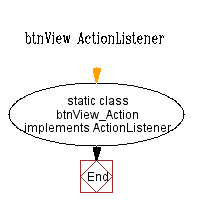 btnView ActionListener
static class
btnView_Action
implements ActionListener
End